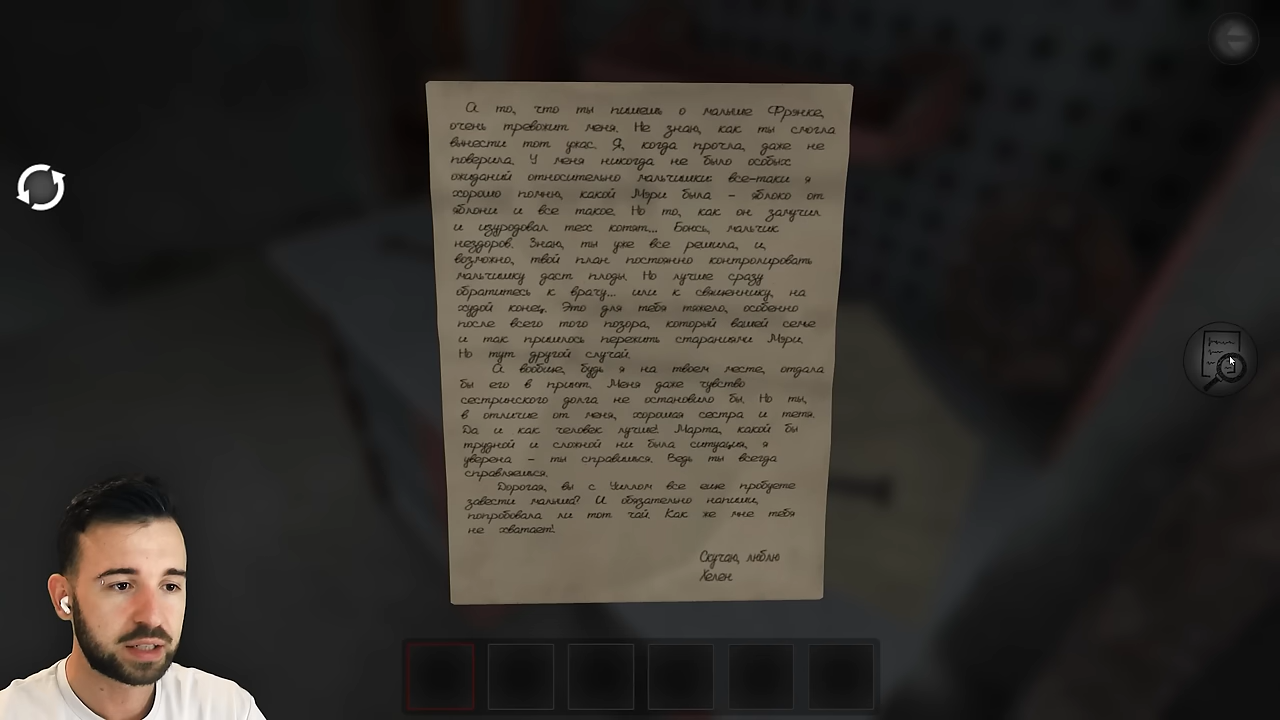 А то, что ты пишешь о малыше Фрэнке,
очень тревожит меня. Не знаю, как ты смогла
вынести тот ужас. Я, когда прочла, даже не
поверила. У меня никогда не было особых
ожиданий относительно мальчишки: все-таки я
хорошо помню, какой Мэри была – яблоко от
яблони и все такое. Но то, как он замучил
и изуродовал тех котят... Боюсь, мальчик
нездоров. Знаю, ты уже все решила, и,
возможно, твой план постоянно контролировать
мальчишку даст плоды. Но лучше сразу
обратитесь к врачу... или к священнику, на
худой конец. Это для тебя тяжело, особенно
после всего того позора, который вашей семье
и так пришлось пережить стараниями Мэри.
Но тут другой случай.
А вообще, будь я на твоем месте, отдала
бы его в приют. Меня даже чувство
сестринского долга не остановило бы. Но ты,
в отличие от меня, хорошая сестра и тетя.
Да и как человек лучше! Марта, какой бы
трудной и сложной ни была ситуация, я
уверена – ты справишься. Ведь ты всегда
справляешься.
Дорогая, вы с Уиллом все еще пробуете
завести малыша? И обязательно напиши,
попробовала ли тот чай. Как же мне тебя
не хватает!
Скучаю, люблю
Хелен